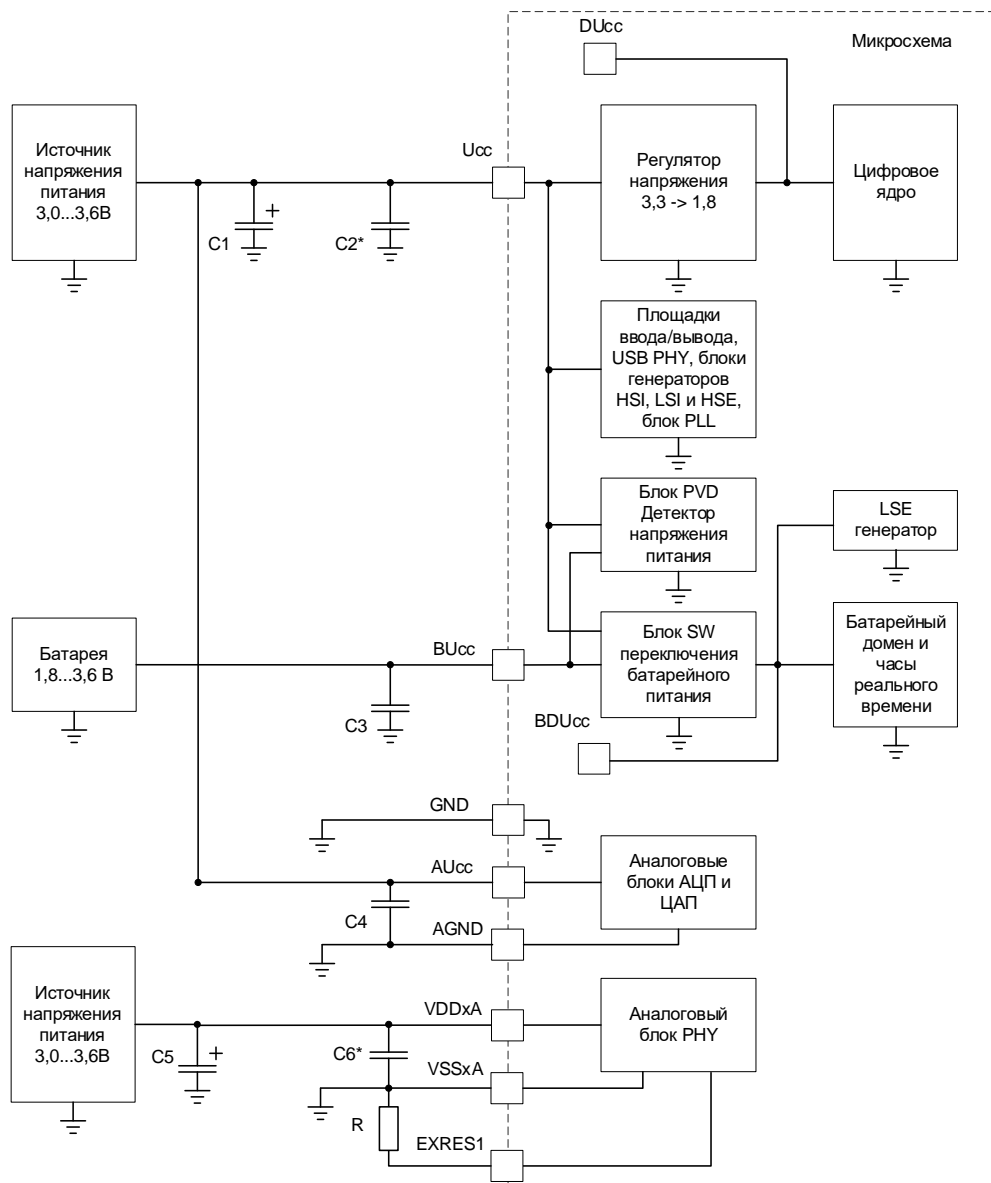 DUcc
Микросхема
Источник
напряжения
питания
3,0...3,6В
Ucc
Регулятор
напряжения
3,3 -> 1,8
Цифровое
ядро
+
C1
C2*
Площадки
ввода/вывода,
USB PHY, блоки
генераторов
HSI, LSI и HSE,
блок PLL
Блок PVD
Детектор
напряжения
питания
LSE
генератор
Батарея
1,8...3,6 В
BUcc
Блок SW
переключения
батарейного
питания
Батарейный
домен и
часы
реального
времени
C3
BDUcc
GND
AUcc
Аналоговые
блоки АЦП и
ЦАП
C4
AGND
Источник
напряжения
питания
3,0...3,6В
VDDxA
Аналоговый
блок PHY
C5
+
C6*
VSSxA
R
EXRES1